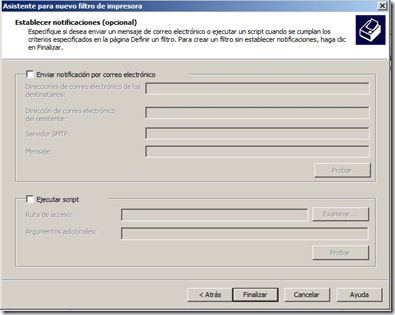 Asistente para nuevo filtro de impresora
Establecer notificaciones (opcional)
Especifique si desea enviar un mensaje de correo electrónico o ejecutar un script cuando se cumplan los
criterios especificados en la página Definir un filtro. Para crear un filtro sin establecer notificaciones, haga clic
en Finalizar.
Enviar notificación por correo electrónico
Direcciones de correo electrónico de los
destinatarios:
Dirección de correo electrónico
del remitente:
Servidor SMTP:
Mensaje:
Probar
Ejecutar script
Ruta de acceso:
Examinar...
Argumentos adicionales:
Probar
< Atrás
Finalizar
Cancelar
Ayuda